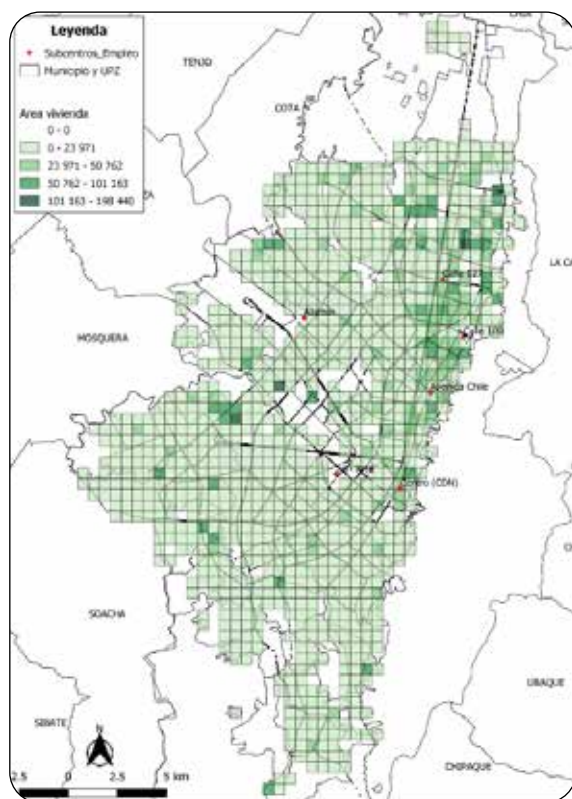 Leyenda
Subcentros_Empleo
Municipio y UPZ
Area vivienda
0 - 0
0 - 23 971
23 971 - 50 762
50 762 - 101 163
101 163 - 198 440
TENJO
COTA
LA CA
MOSQUERA
Calle 100
Avenida Chile
Centro (CDN)
SOACHA
SIBATE
UBAQUE
CHIPAQUE
N
2.5 0 2.5 5 km